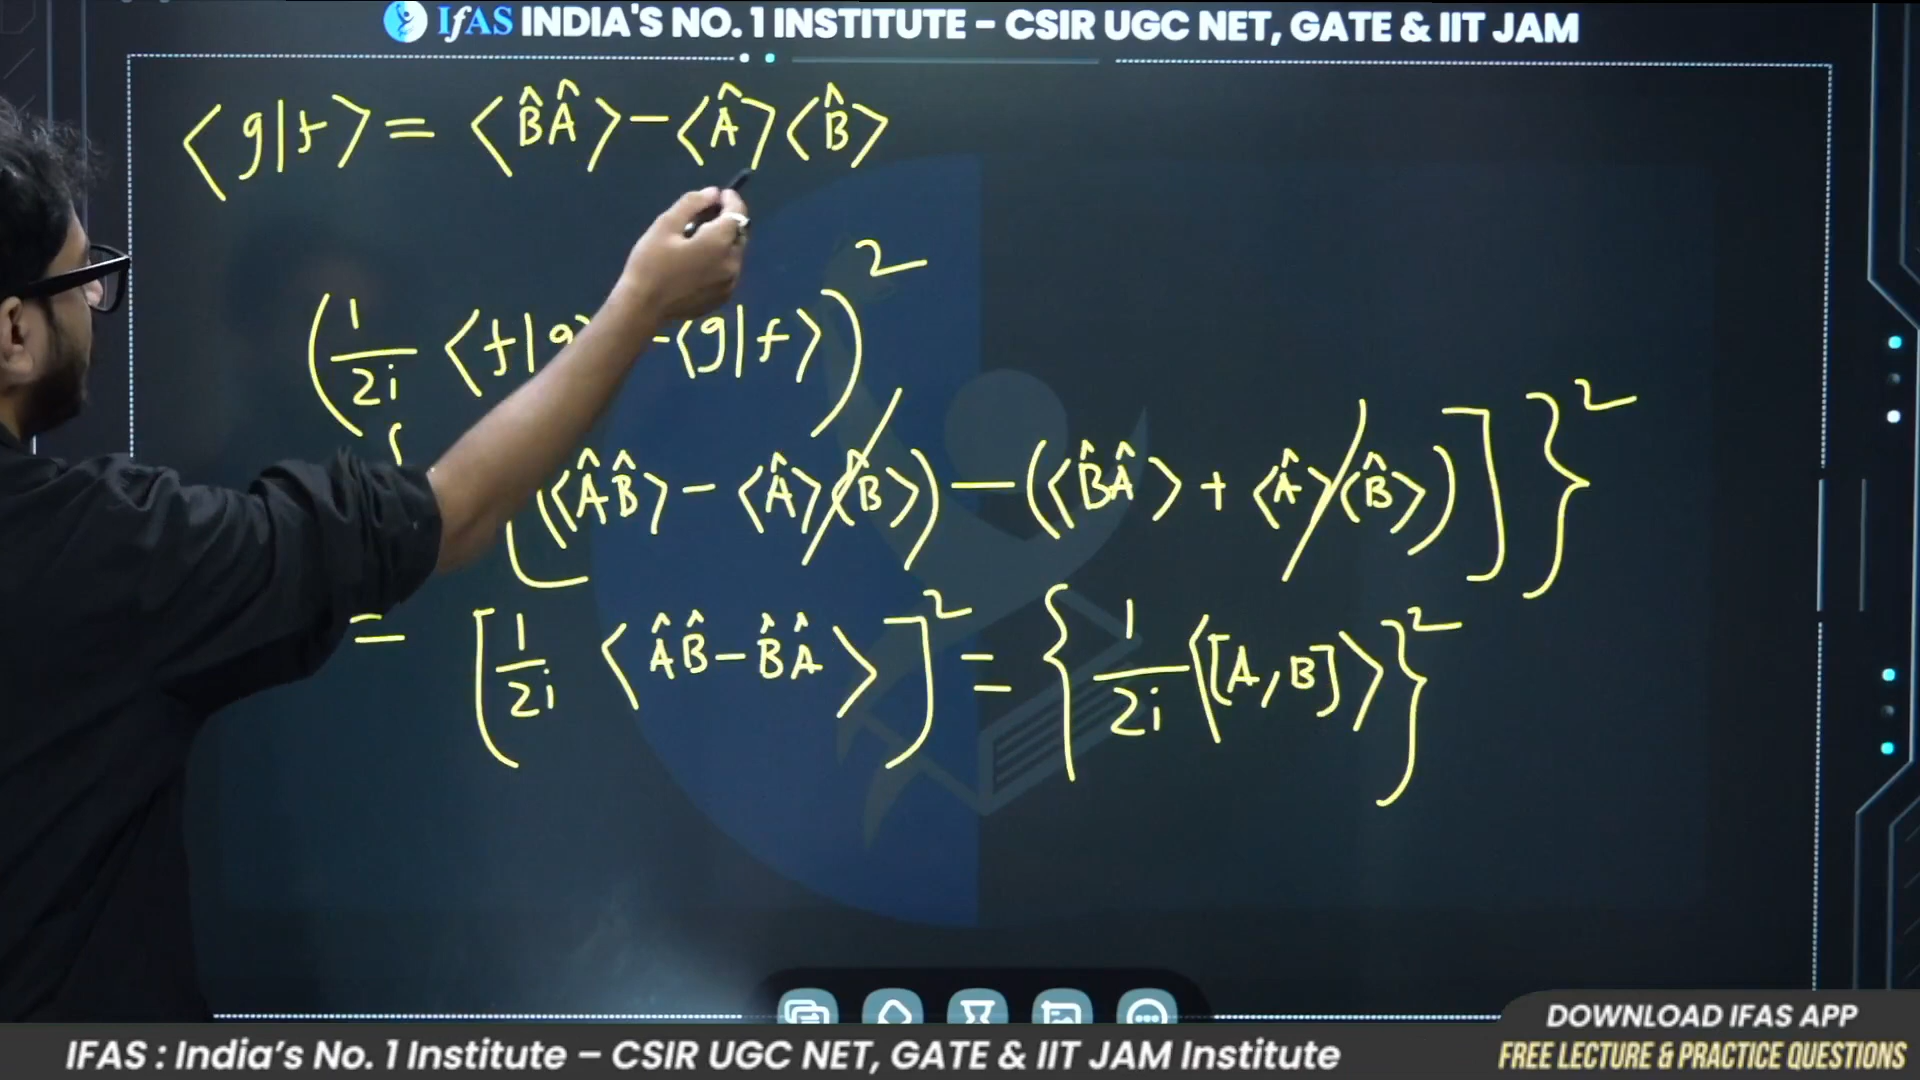 IfAS INDIA'S NO. 1 INSTITUTE - CSIR UGC NET, GATE & IIT JAM
⟨g|f⟩ = ⟨B̂Â⟩ - ⟨Â⟩⟨B̂⟩
(1/2i ⟨f|g⟩ - ⟨g|f⟩)²
[(⟨ÂB̂⟩ - ⟨Â⟩⟨B⟩) - (⟨B̂Â⟩ + ⟨Â⟩⟨B̂⟩)]}²
= [1/2i ⟨ÂB̂ - B̂Â⟩]² = {1/2i ⟨[A, B]⟩}²
DOWNLOAD IFAS APP
IFAS : India's No. 1 Institute – CSIR UGC NET, GATE & IIT JAM Institute
FREE LECTURE & PRACTICE QUESTIONS